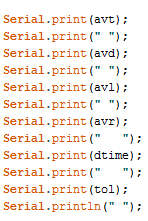 Serial.print(avt);
Serial.print(" ");
Serial.print(avd);
Serial.print(" ");
Serial.print(avl);
Serial.print(" ");
Serial.print(avr);
Serial.print("   ");
Serial.print(dtime);
Serial.print("   ");
Serial.print(tol);
Serial.println(" ");